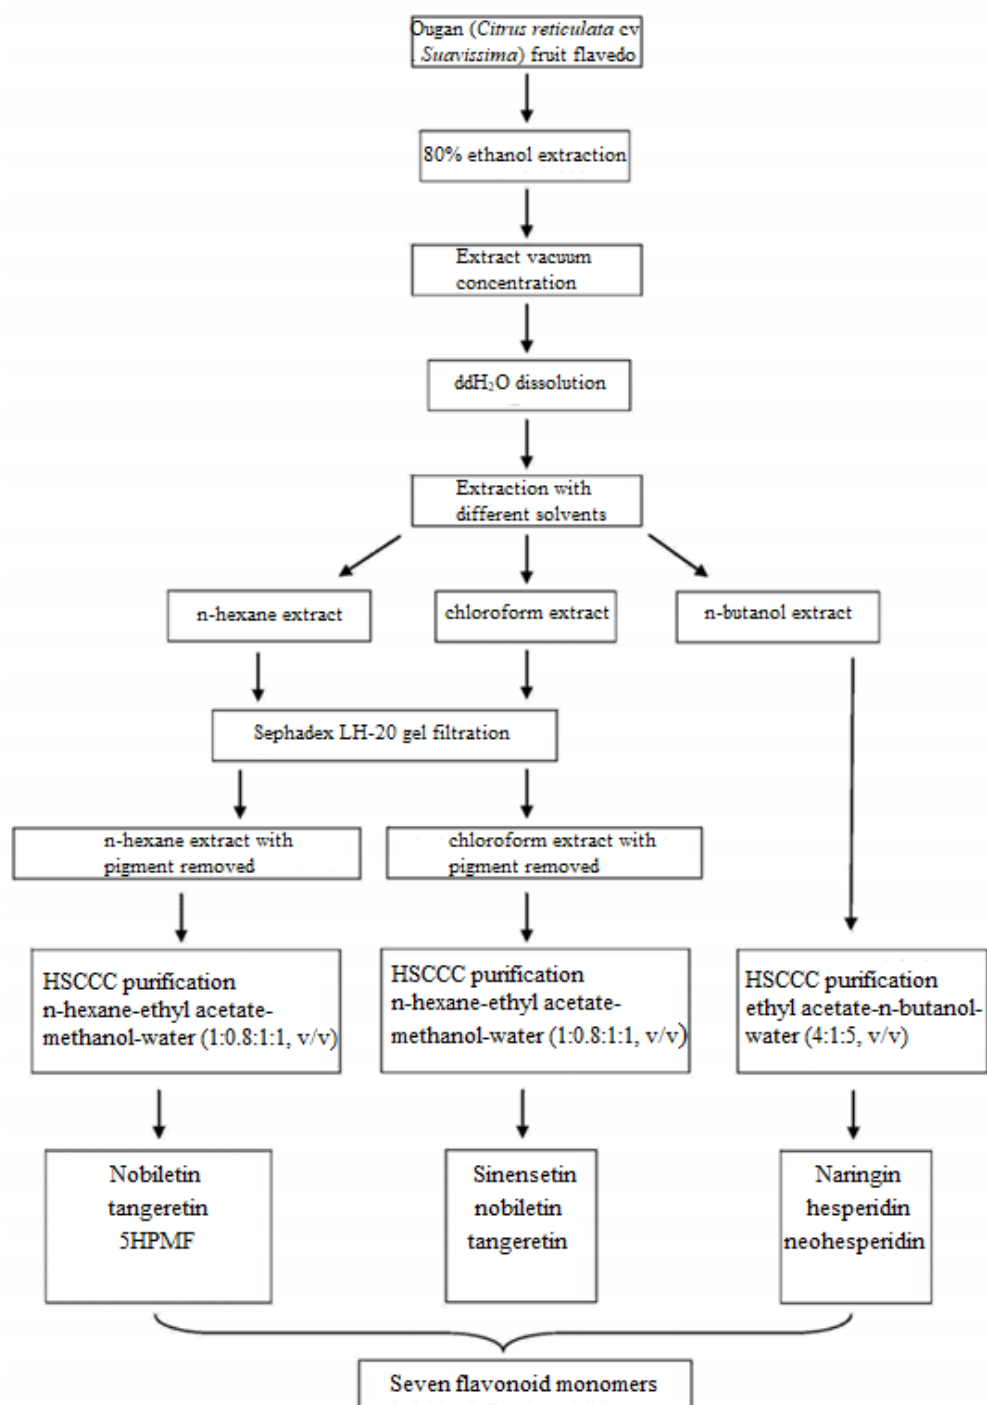 Ougan (Citrus reticulata cv
. Suavissima) fruit flavedo
80% ethanol extraction
Extract vacuum
concentration
ddH₂O dissolution
Extraction with
different solvents
n-hexane extract
chloroform extract
n-butanol extract
Sephadex LH-20 gel filtration
n-hexane extract with
pigment removed
chloroform extract with
pigment removed
HSCCC purification
n-hexane-ethyl acetate-
methanol-water (1:0.8:1:1, v/v)
HSCCC purification
n-hexane-ethyl acetate-
methanol-water (1:0.8:1:1, v/v)
HSCCC purification
ethyl acetate-n-butanol-
water (4:1:5, v/v)
Nobiletin
tangeretin
5HPMF
Sinensetin
nobiletin
tangeretin
Naringin
hesperidin
neohesperidin
Seven flavonoid monomers